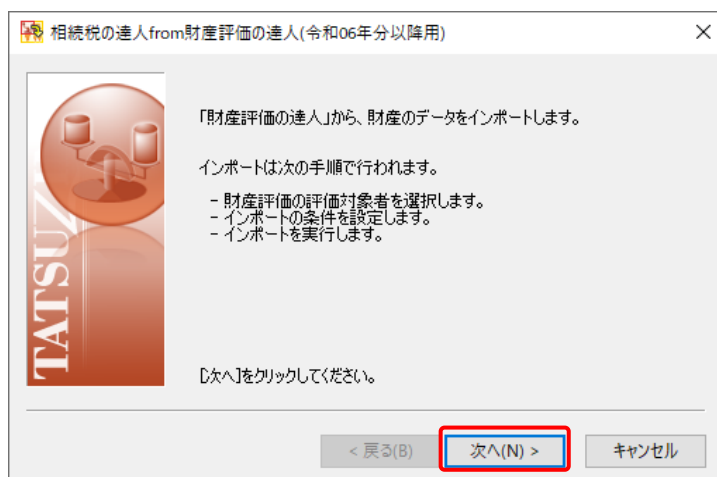 相続税の達人from財産評価の達人(令和06年分以降用)
「財産評価の達人」から、財産のデータをインポートします。
インポートは次の手順で行われます。
- 財産評価の評価対象者を選択します。
- インポートの条件を設定します。
- インポートを実行します。
[次へ]をクリックしてください。
TATSUZ
< 戻る(B)
次へ(N) >
キャンセル